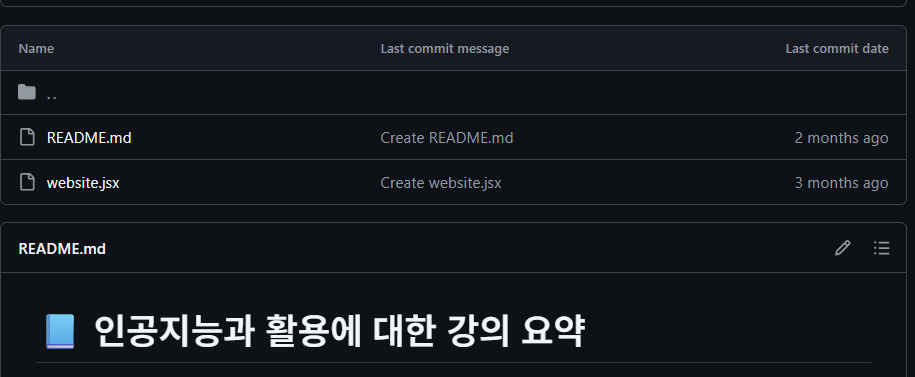 Name Last commit message Last commit date
..
README.md Create README.md 2 months ago
website.jsx Create website.jsx 3 months ago
README.md
📘 인공지능과 활용에 대한 강의 요약